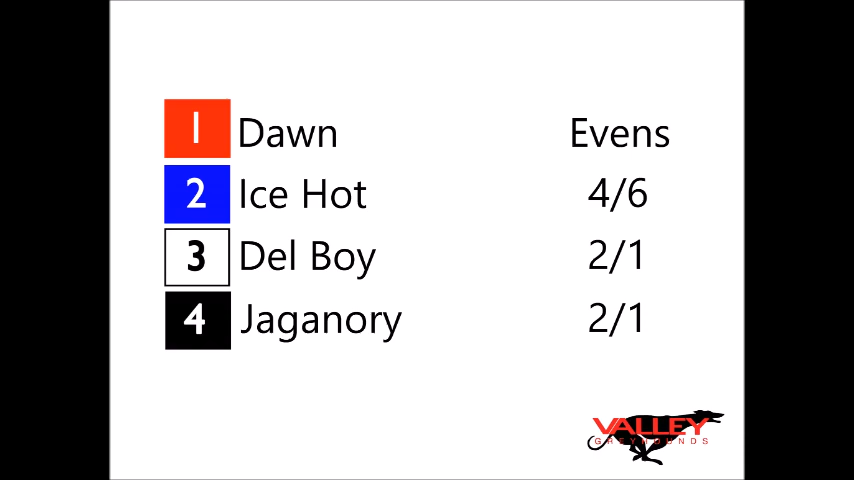 1 Dawn Evens
2 Ice Hot 4/6
3 Del Boy 2/1
4 Jaganory 2/1
VALLEY
GREYHOUNDS